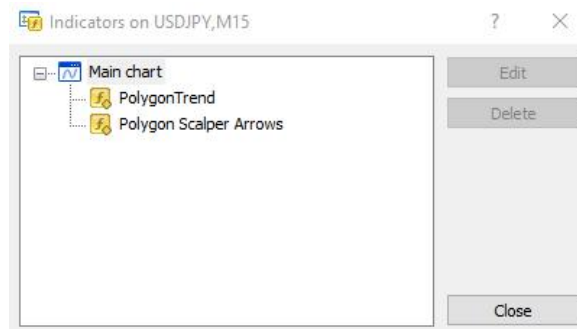 Indicators on USDJPY,M15
Main chart
PolygonTrend
Polygon Scalper Arrows
Edit
Delete
Close